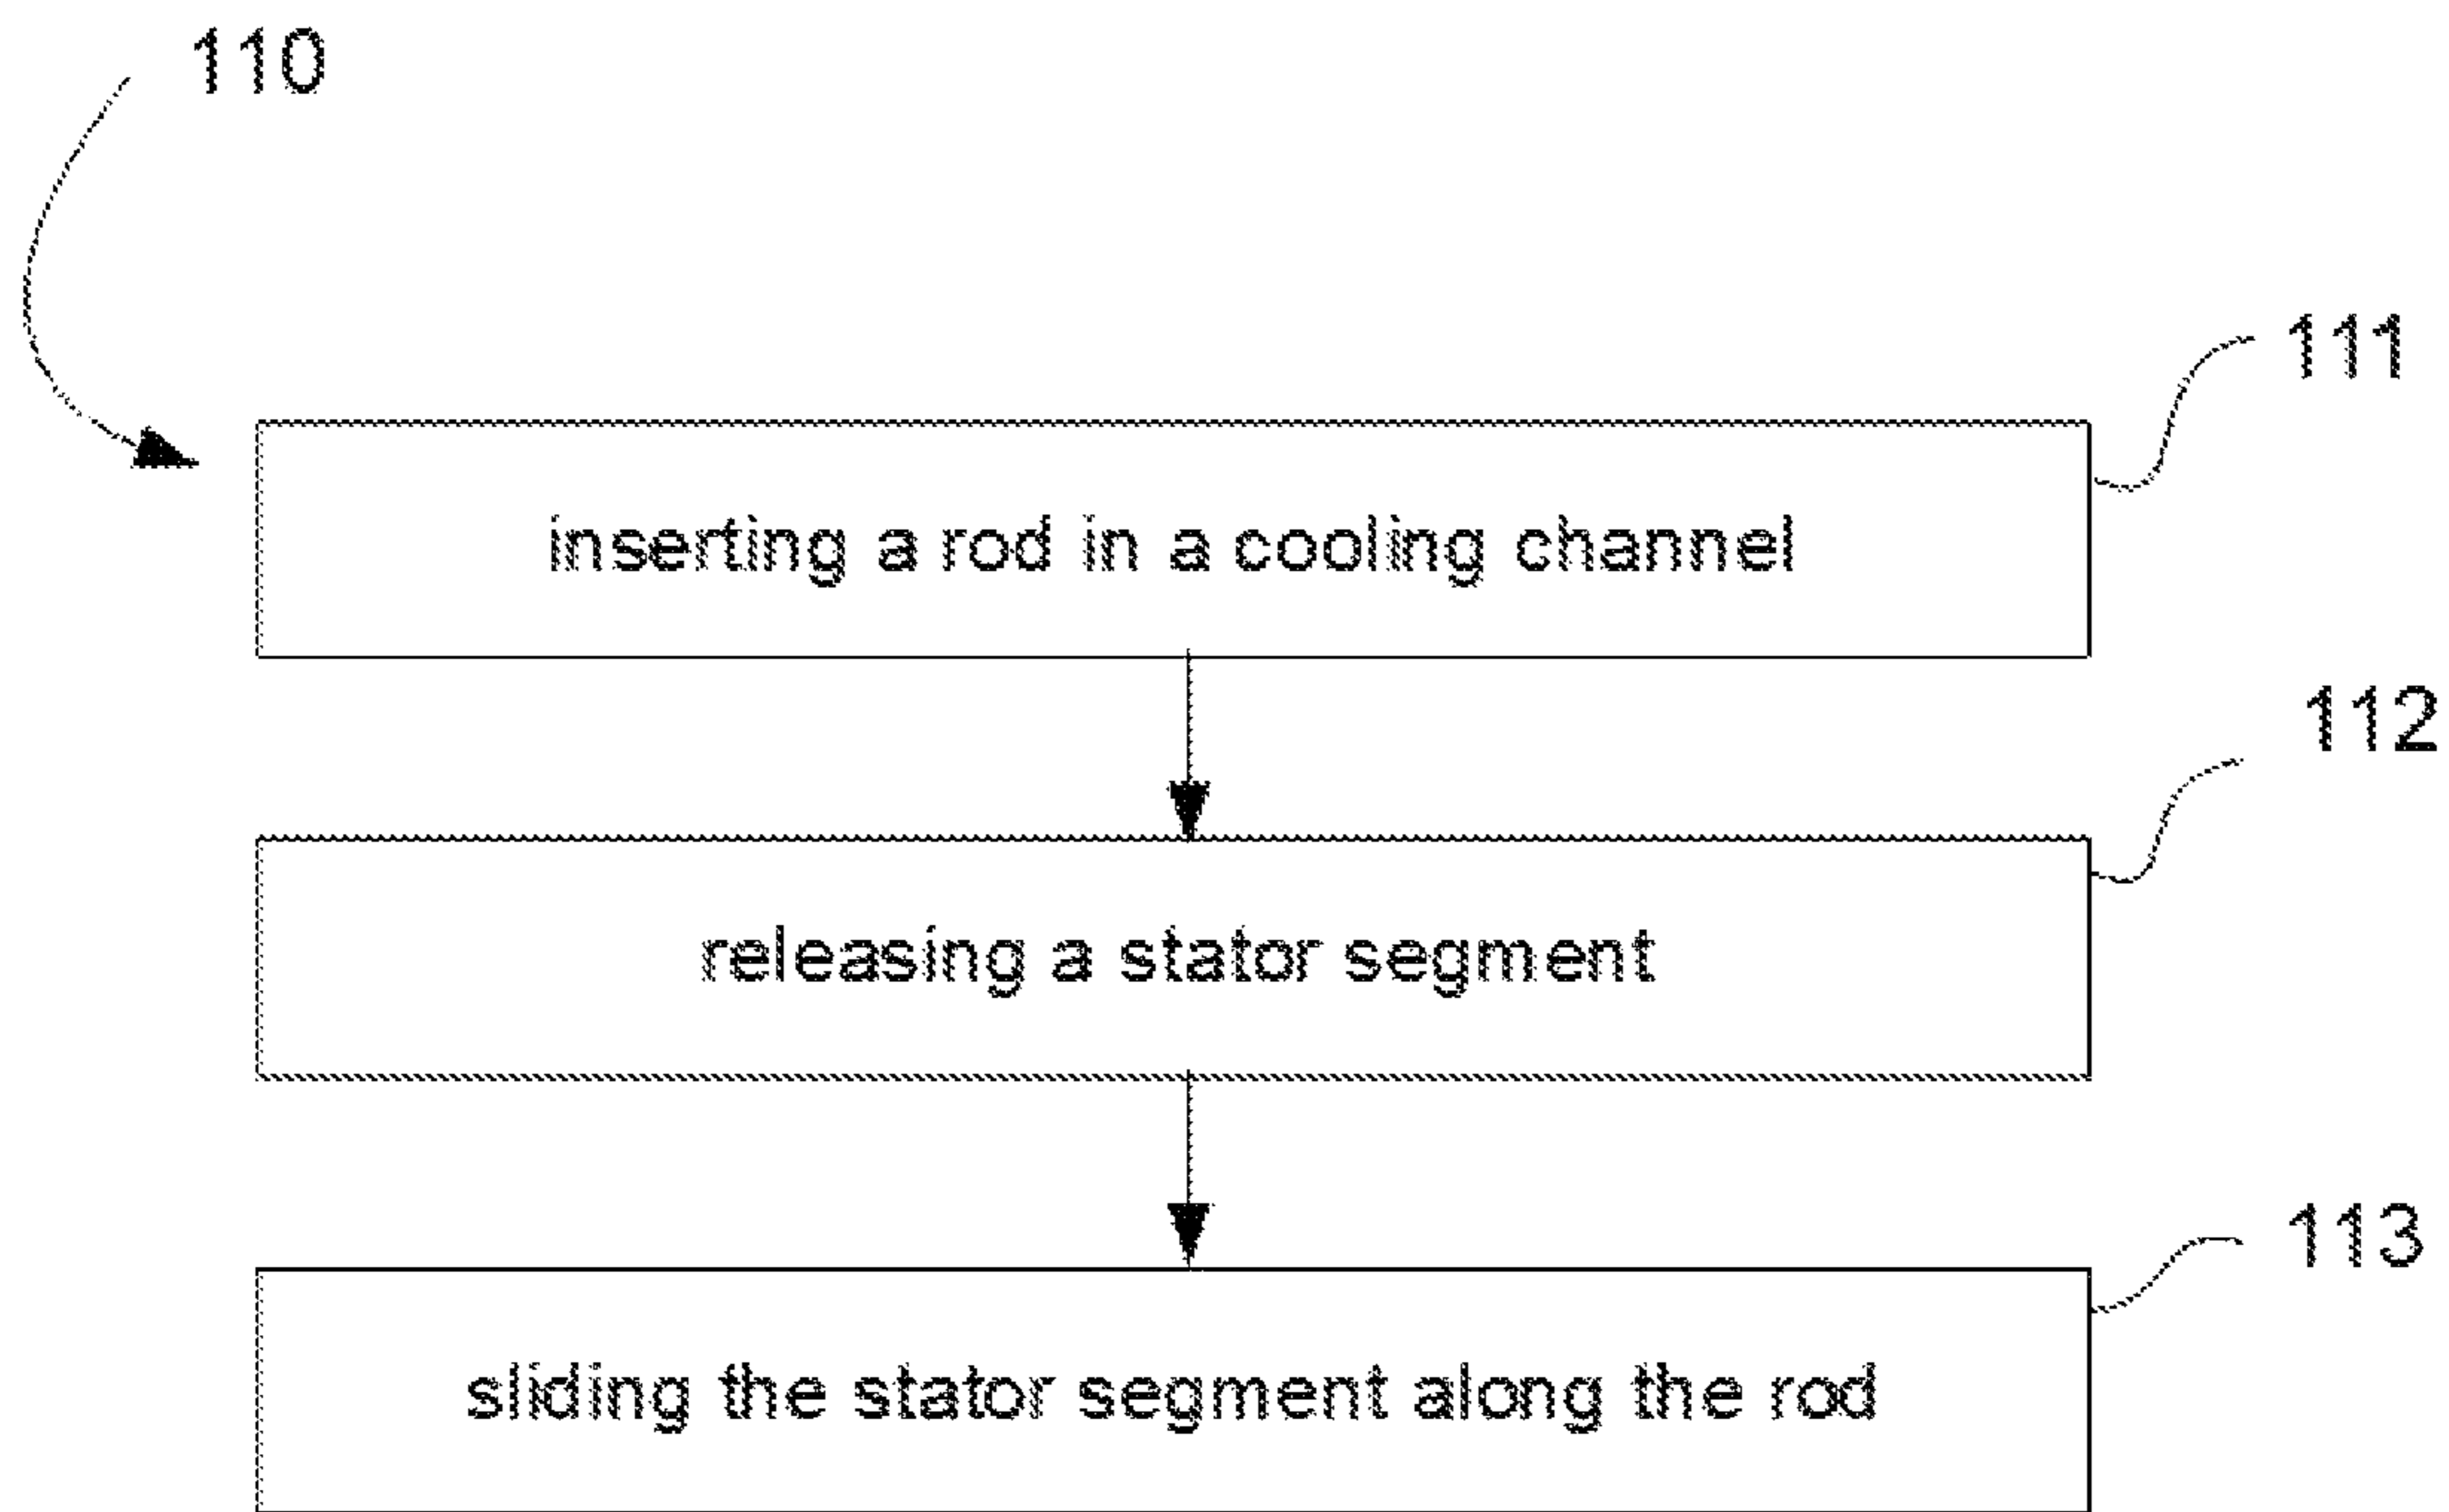 110
111
inserting a rod in a cooling channel
112
releasing a stator segment
113
sliding the stator segment along the rod